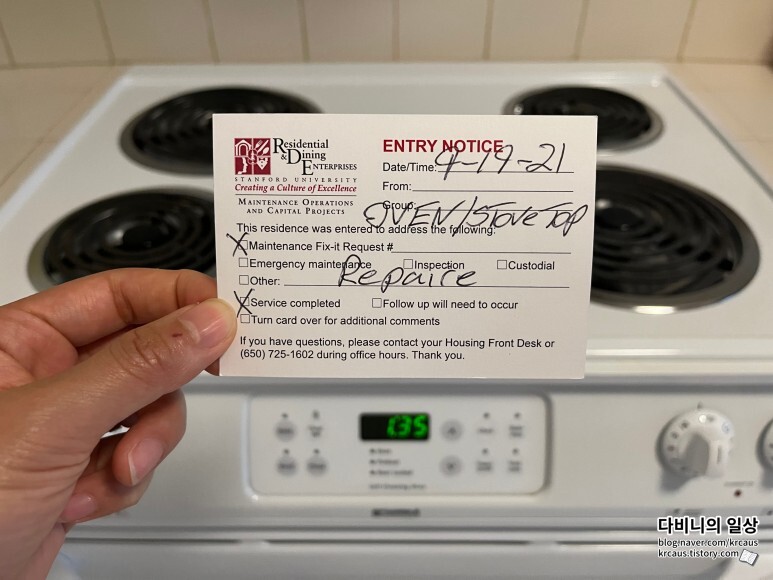 Residential
& Dining
Enterprises
STANFORD UNIVERSITY
Creating a Culture of Excellence
MAINTENANCE OPERATIONS
AND CAPITAL PROJECTS
ENTRY NOTICE
Date/Time: 4-19-21
From:
Group:
OVEN/Stove Top
This residence was entered to address the following:
X ☐ Maintenance Fix-it Request #
☐ Emergency maintenance ☐ Inspection ☐ Custodial
☐ Other: Repaire
X ☐ Service completed ☐ Follow up will need to occur
☐ Turn card over for additional comments
If you have questions, please contact your Housing Front Desk or
(650) 725-1602 during office hours. Thank you.
1:35
KENMORE
다비니의 일상
blog.naver.com/krcaus
krcaus.tistory.com